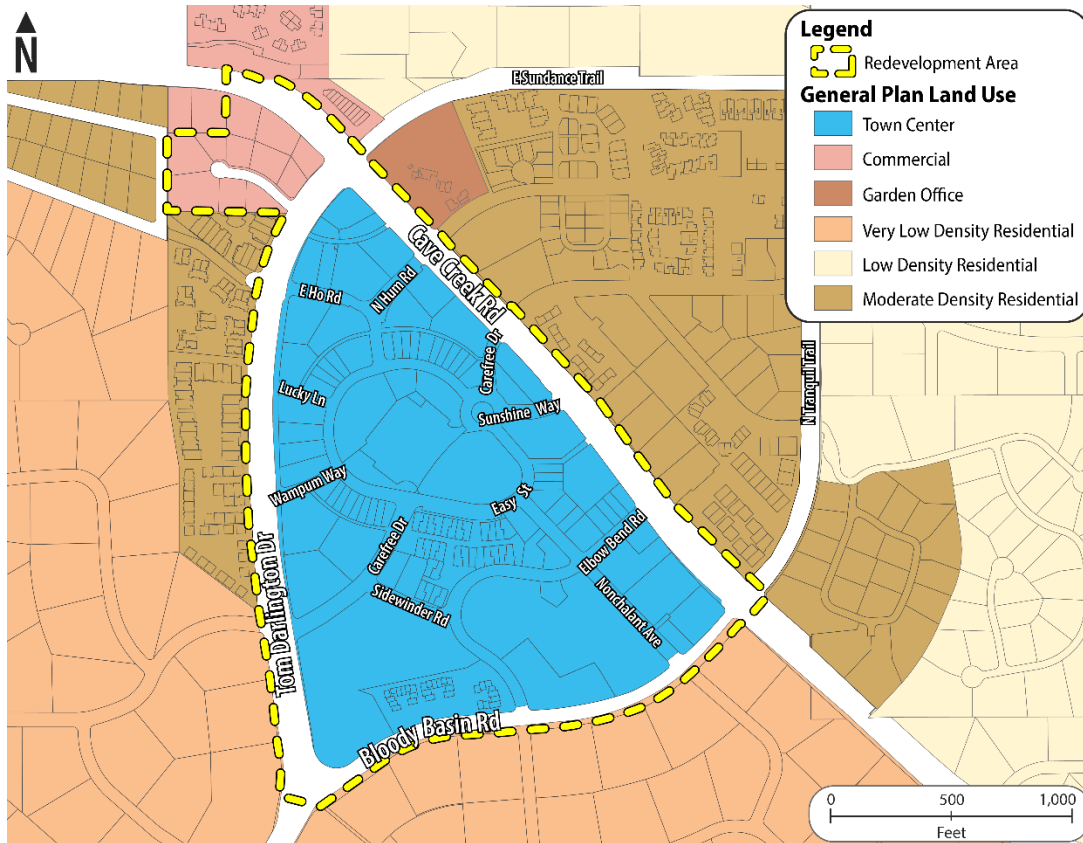 N
Legend
Redevelopment Area
General Plan Land Use
Town Center
Commercial
Garden Office
Very Low Density Residential
Low Density Residential
Moderate Density Residential
E Sundance Trail
Cave Creek Rd
N Hum Rd
E Ho Rd
Carefree Dr
Lucky Ln
Sunshine Way
N Tranquil Trail
Wampum Way
Easy St
Carefree Dr
Elbow Bend Rd
Sidewinder Rd
Nonchalant Ave
Tom Darlington Dr
Bloody Basin Rd
0 500 1,000
Feet